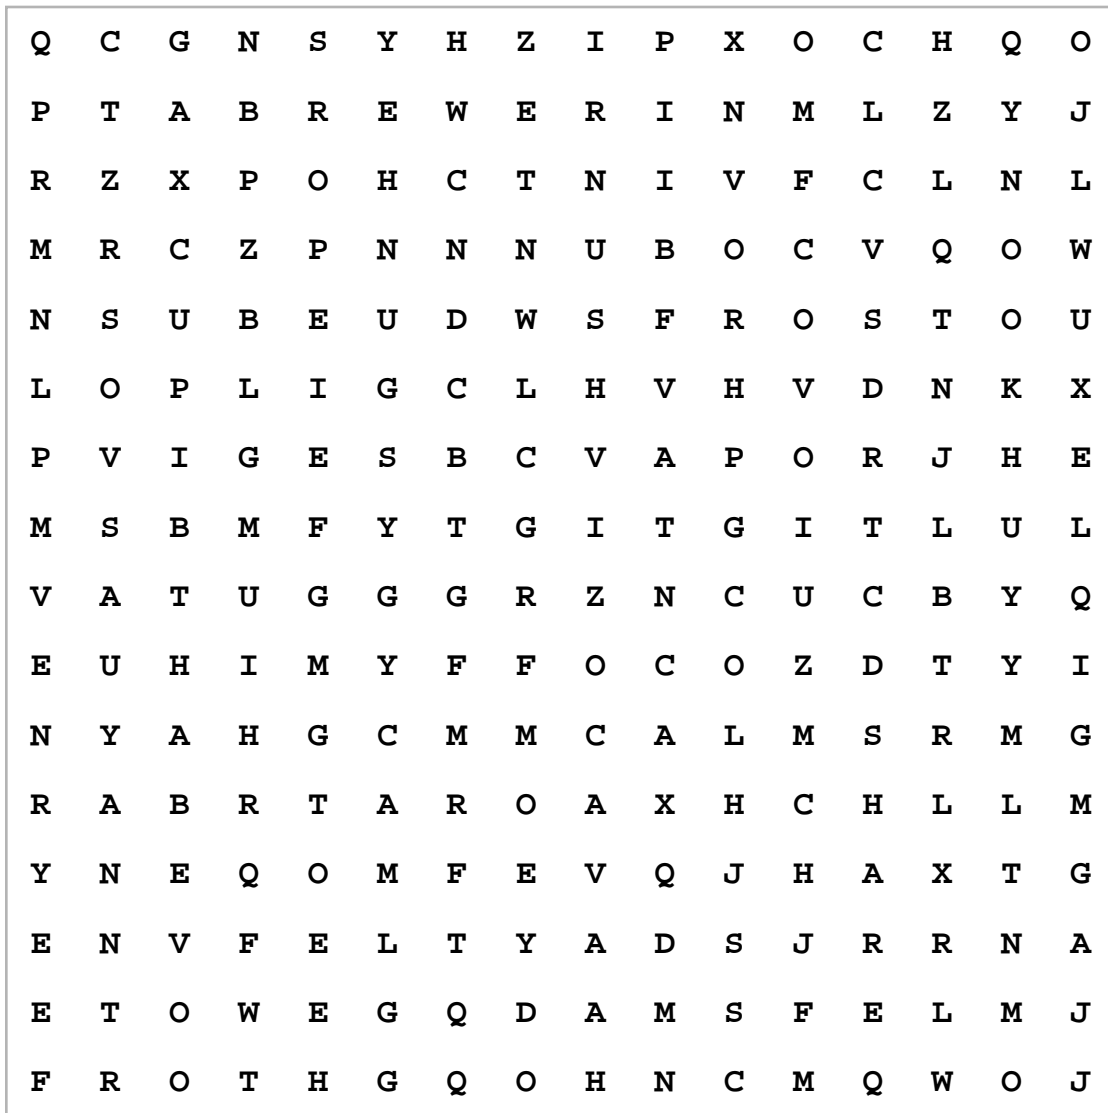 Q C G N S Y H Z I P X O C H Q O
P T A B R E W E R I N M L Z Y J
R Z X P O H C T N I V F C L N L
M R C Z P N N N U B O C V Q O W
N S U B E U D W S F R O S T O U
L O P L I G C L H V H V D N K X
P V I G E S B C V A P O R J H E
M S B M F Y T G I T G I T L U L
V A T U G G G R Z N C U C B Y Q
E U H I M Y F F O C O Z D T Y I
N Y A H G C M M C A L M S R M G
R A B R T A R O A X H C H L L M
Y N E Q O M F E V Q J H A X T G
E N V F E L T Y A D S J R R N A
E T O W E G Q D A M S F E L M J
F R O T H G Q O H N C M Q W O J